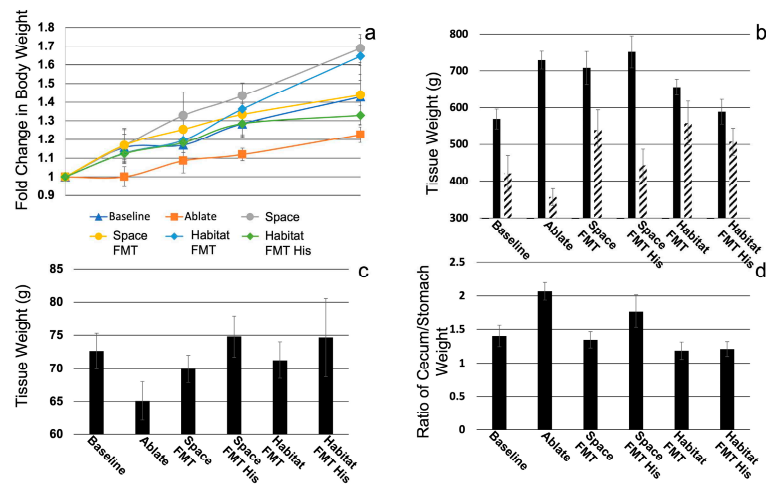 a
Fold Change in Body Weight
1.8
1.7
1.6
1.5
1.4
1.3
1.2
1.1
1
0.9
Baseline
Ablate
Space
Space
FMT
Habitat
FMT
Habitat
FMT His
b
Tissue Weight (g)
800
700
600
500
400
300
Baseline
Ablate
Space
FMT
Space
FMT His
Habitat
FMT
Habitat
FMT His
c
Tissue Weight (g)
85
80
75
70
65
60
Baseline
Ablate
Space
FMT
Space
FMT His
Habitat
FMT
Habitat
FMT His
d
Ratio of Cecum/Stomach
Weight
2.5
2
1.5
1
0.5
0
Baseline
Ablate
Space
FMT
Space
FMT His
Habitat
FMT
Habitat
FMT His